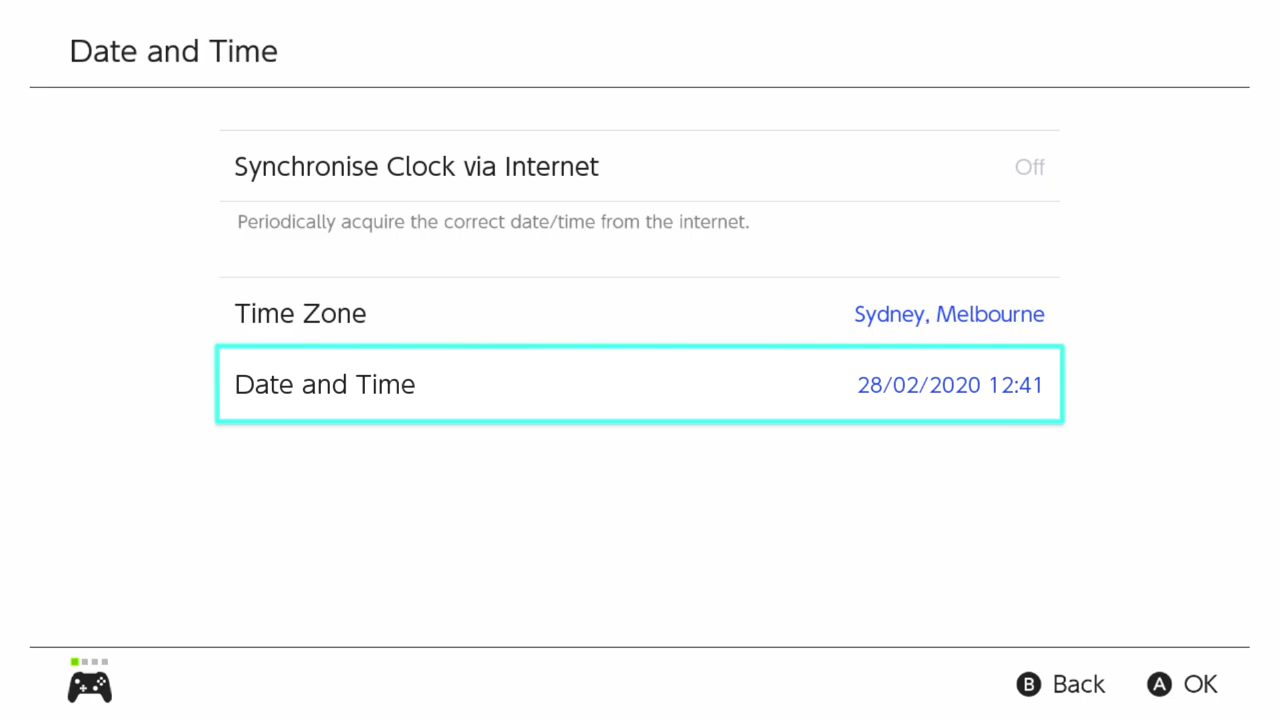 Date and Time
Synchronise Clock via Internet Off
Periodically acquire the correct date/time from the internet.
Time Zone Sydney, Melbourne
Date and Time 28/02/2020 12:41
B Back A OK